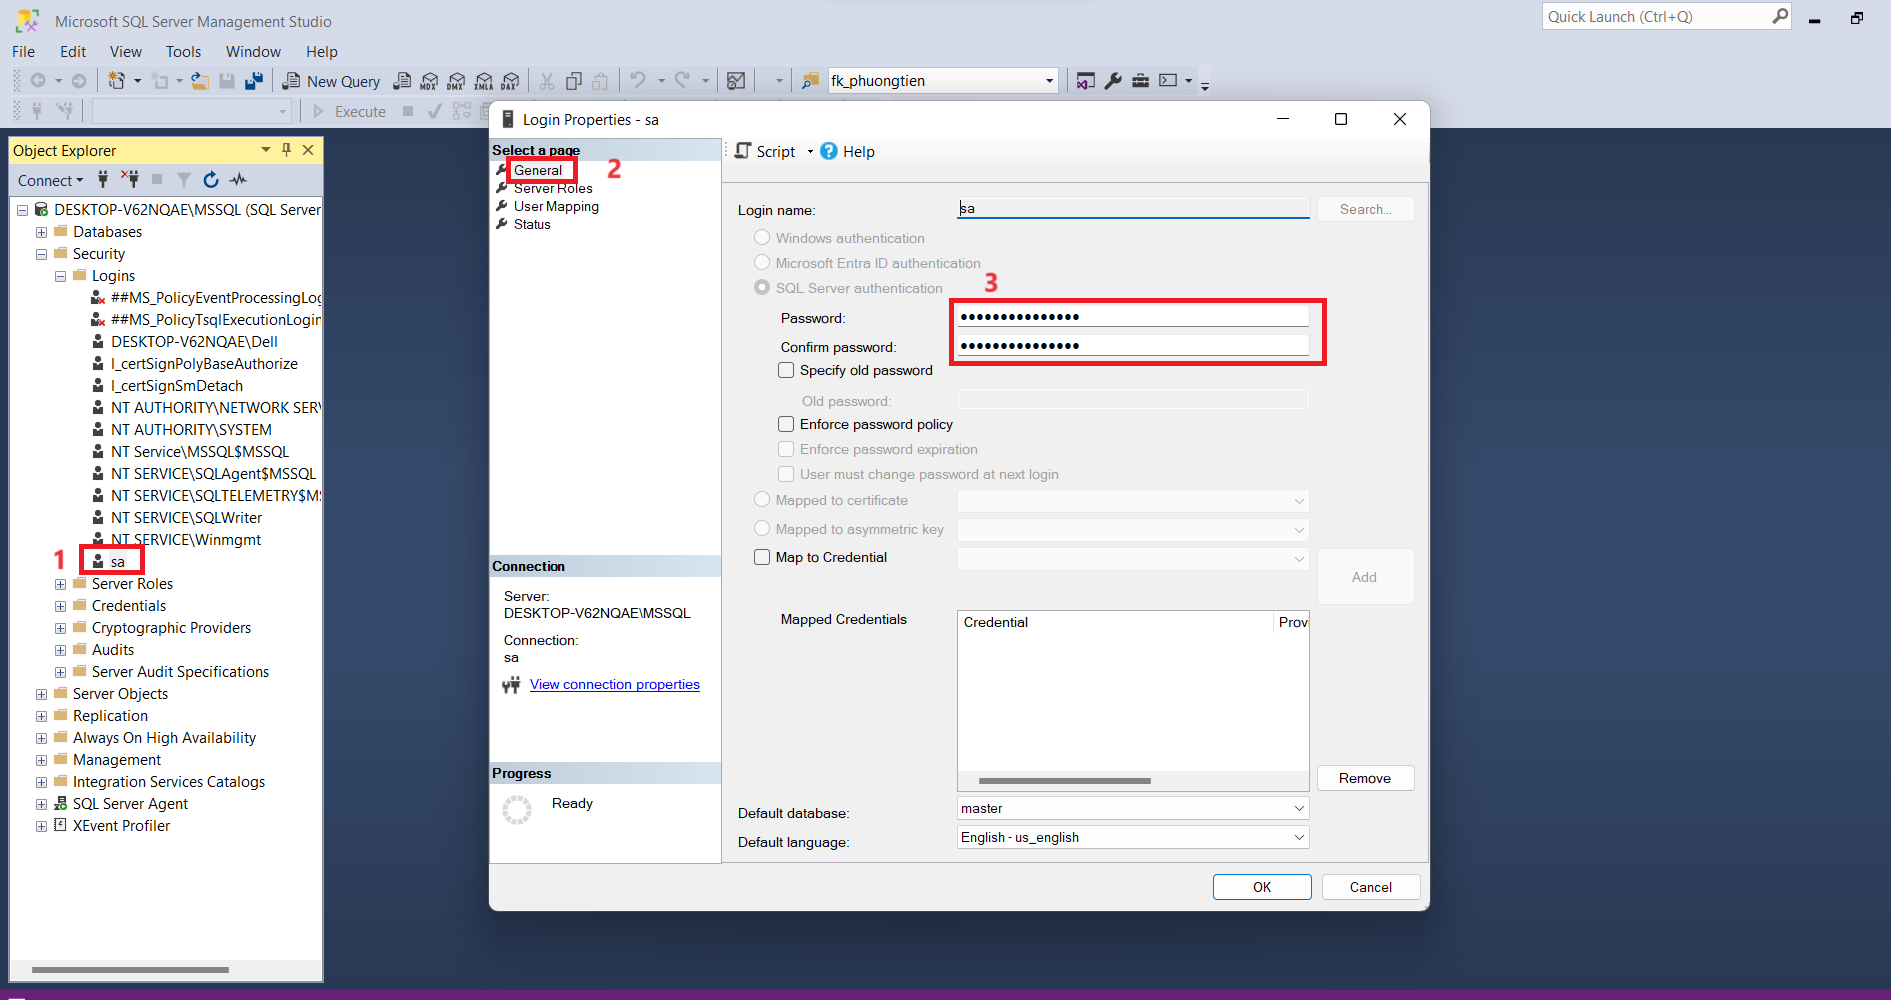 Microsoft SQL Server Management Studio
Quick Launch (Ctrl+Q)
File Edit View Tools Window Help
New Query MDX DMX XMLA DAX fk_phuongtien
Execute
Object Explorer
Connect
DESKTOP-V62NQAE\MSSQL (SQL Server
Databases
Security
Logins
##MS_PolicyEventProcessingLog
##MS_PolicyTsqlExecutionLogin
DESKTOP-V62NQAE\Dell
l_certSignPolyBaseAuthorize
l_certSignSmDetach
NT AUTHORITY\NETWORK SERV
NT AUTHORITY\SYSTEM
NT Service\MSSQL$MSSQL
NT SERVICE\SQLAgent$MSSQL
NT SERVICE\SQLTELEMETRY$MS
NT SERVICE\SQLWriter
NT SERVICE\Winmgmt
1 sa
Server Roles
Credentials
Cryptographic Providers
Audits
Server Audit Specifications
Server Objects
Replication
Always On High Availability
Management
Integration Services Catalogs
SQL Server Agent
XEvent Profiler
Login Properties - sa
Select a page
General 2
Server Roles
User Mapping
Status
Connection
Server:
DESKTOP-V62NQAE\MSSQL
Connection:
sa
View connection properties
Progress
Ready
Script Help
Login name: sa Search...
Windows authentication
Microsoft Entra ID authentication
SQL Server authentication 3
Password: •••••••••••••••
Confirm password: •••••••••••••••
Specify old password
Old password:
Enforce password policy
Enforce password expiration
User must change password at next login
Mapped to certificate
Mapped to asymmetric key
Map to Credential
Add
Mapped Credentials Credential Provi
Remove
Default database: master
Default language: English - us_english
OK Cancel